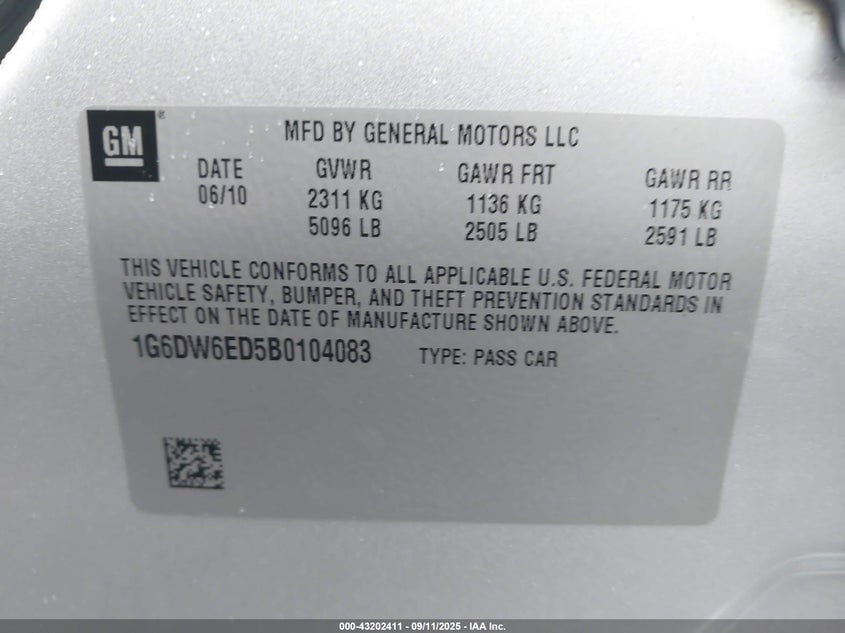 GM ®
MFD BY GENERAL MOTORS LLC
DATE GVWR GAWR FRT GAWR RR
06/10 2311 KG 1136 KG 1175 KG
5096 LB 2505 LB 2591 LB
THIS VEHICLE CONFORMS TO ALL APPLICABLE U.S. FEDERAL MOTOR
VEHICLE SAFETY, BUMPER, AND THEFT PREVENTION STANDARDS IN
EFFECT ON THE DATE OF MANUFACTURE SHOWN ABOVE.
1G6DW6ED5B0104083 TYPE: PASS CAR
000-43202411 - 09/11/2025 - IAA Inc.